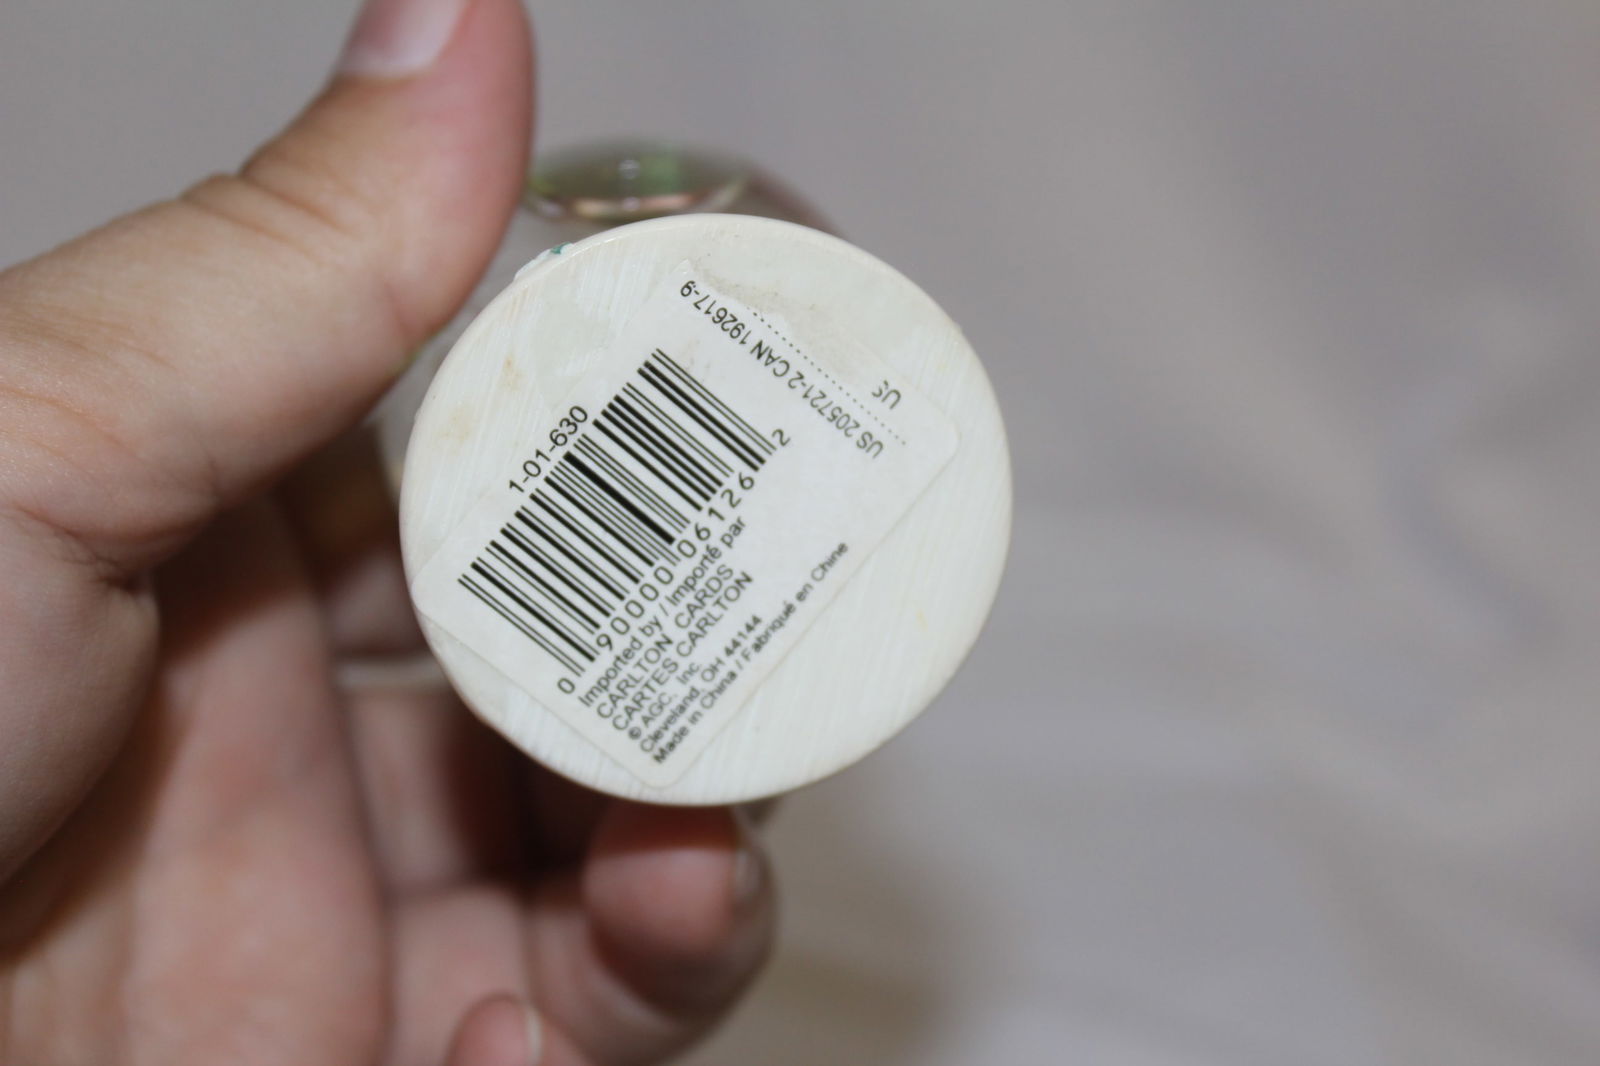 1-01-630
0 90000 06126 2
Imported by / Importé par
CARLTON CARDS
CARTES CARLTON
© AGC, Inc.
Cleveland, OH 44144
Made in China / Fabriqué en Chine
US 205721-2 CAN 192617-9